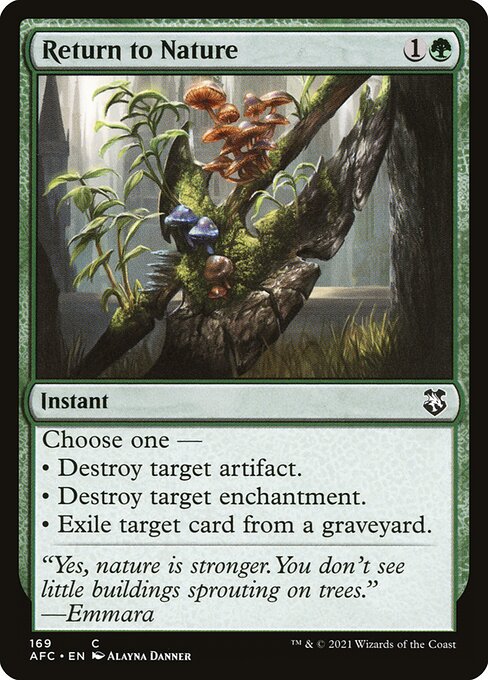 Return to Nature 1
Instant
Choose one —
• Destroy target artifact.
• Destroy target enchantment.
• Exile target card from a graveyard.
“Yes, nature is stronger. You don’t see
little buildings sprouting on trees.”
—Emmara
169 C
AFC • EN Alayna Danner
™ & © 2021 Wizards of the Coast